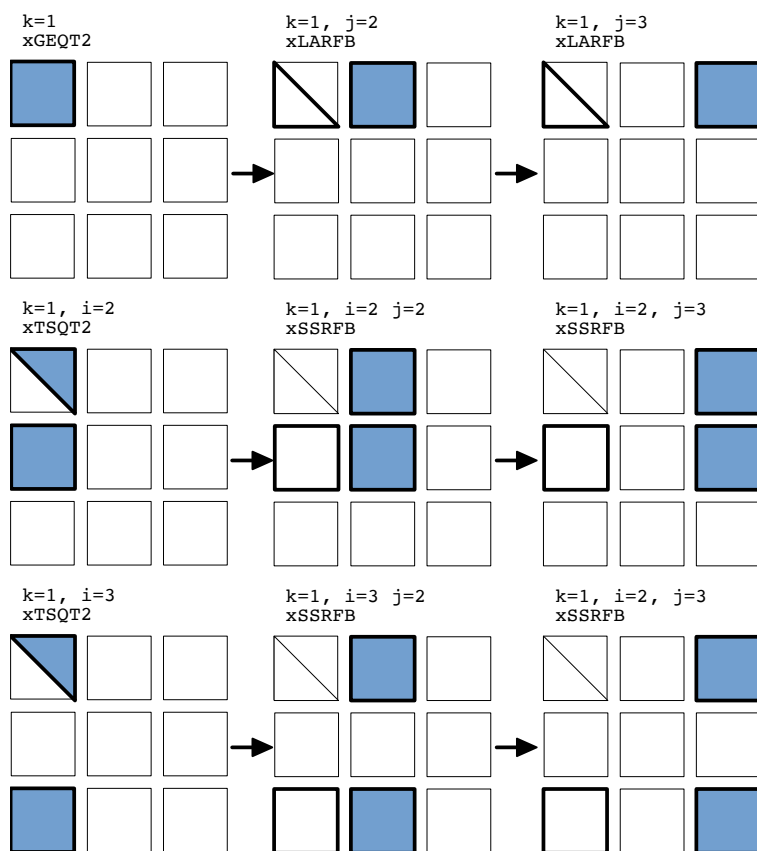 k=1
xGEQT2
k=1, j=2
xLARFB
k=1, j=3
xLARFB
k=1, i=2
xTSQT2
k=1, i=2 j=2
xSSRFB
k=1, i=2, j=3
xSSRFB
k=1, i=3
xTSQT2
k=1, i=3 j=2
xSSRFB
k=1, i=2, j=3
xSSRFB